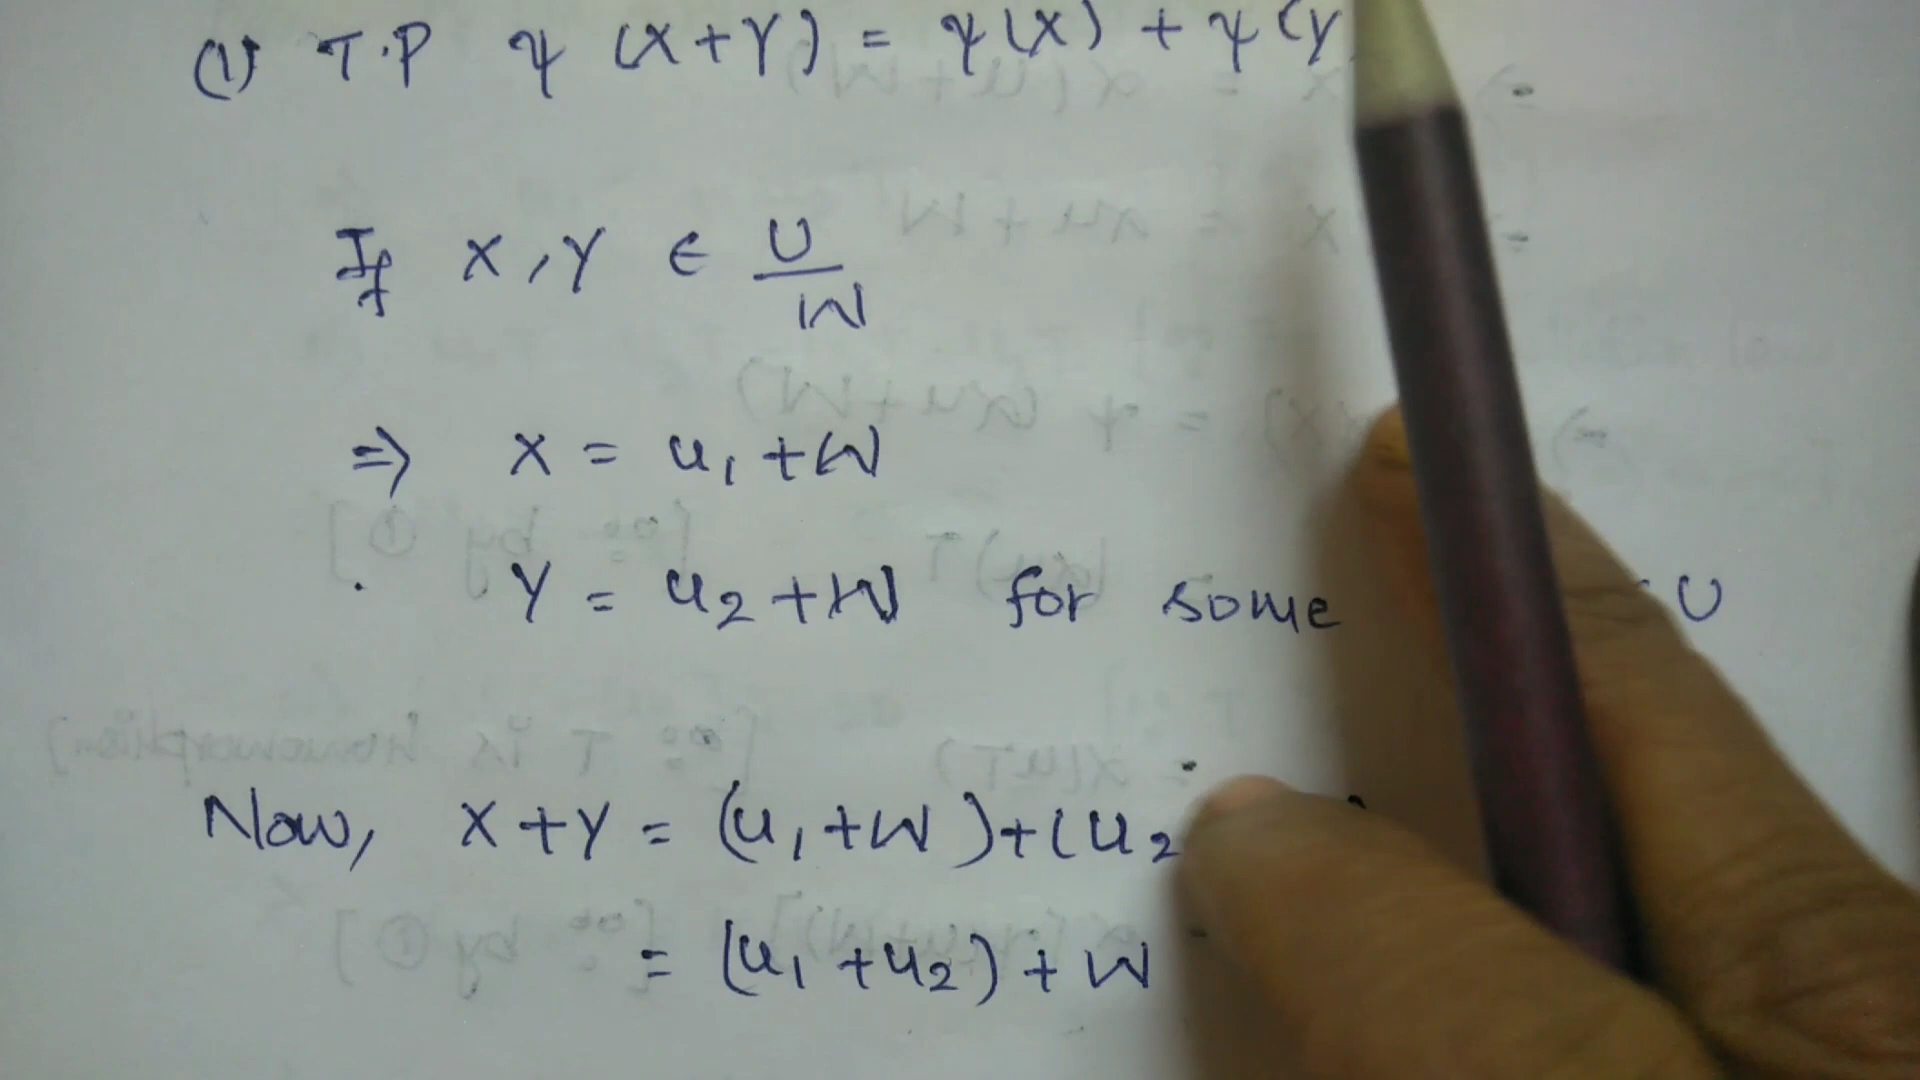 (1) T.P ψ (X+Y) = ψ(X) + ψ(Y
If X, Y ∈ U/W
⇒ X = u₁+W
Y = u₂+W for some U
Now, X+Y = (u₁+W)+(u₂
= (u₁+u₂)+W